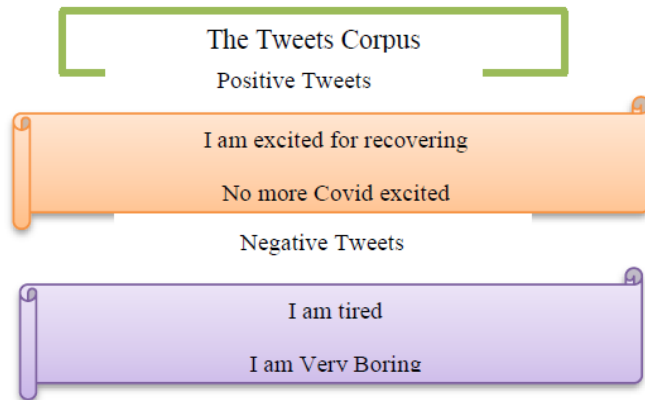 The Tweets Corpus
Positive Tweets
I am excited for recovering
No more Covid excited
Negative Tweets
I am tired
I am Very Boring